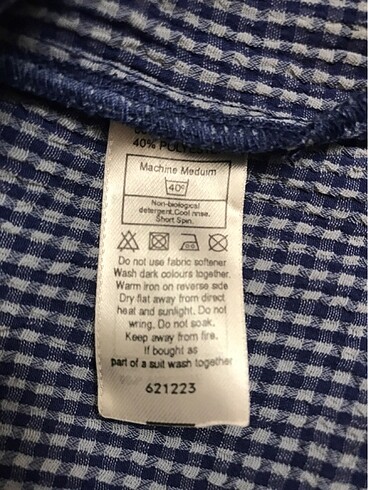 40% POLY
Machine Meduim
40°
Non-biological
detergent.Cool rinse.
Short Spin.
Do not use fabric softener
Wash dark colours together.
Warm iron on reverse side
Dry flat away from direct
heat and sunlight. Do not
wring. Do not soak.
Keep away from fire.
If bought as
part of a suit wash together
621223